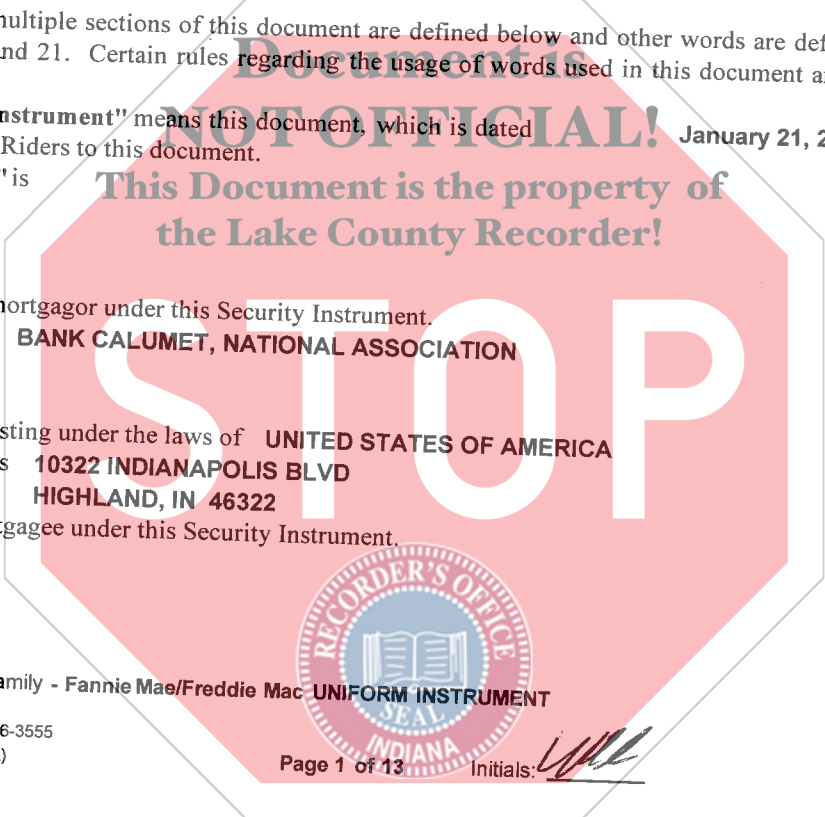 multiple sections of this document are defined below and other words are def
nd 21. Certain rules regarding the usage of words used in this document a
Document is
NOT OFFICIAL!
This Document is the property of
the Lake County Recorder!
STOP
nstrument" means this document, which is dated January 21, 2
Riders to this document.
" is
mortgagor under this Security Instrument.
BANK CALUMET, NATIONAL ASSOCIATION
sting under the laws of UNITED STATES OF AMERICA
s 10322 INDIANAPOLIS BLVD
HIGHLAND, IN 46322
gagee under this Security Instrument.
RECORDER'S OFFICE
SEAL
INDIANA
amily - Fannie Mae/Freddie Mac UNIFORM INSTRUMENT
6-3555
)
Page 1 of 13 Initials: